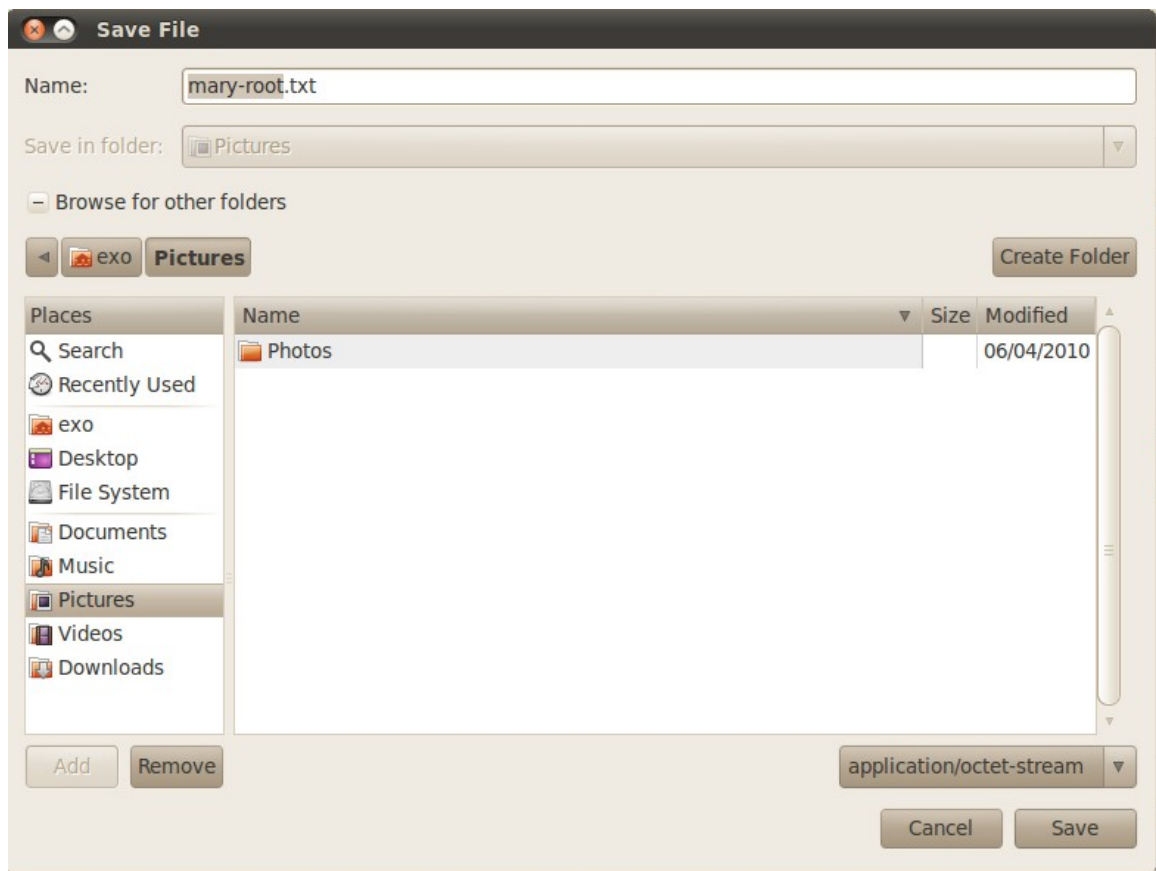 Save File
Name: mary-root.txt
Save in folder: Pictures
Browse for other folders
exo Pictures Create Folder
Places Name Size Modified
Search Photos 06/04/2010
Recently Used
exo
Desktop
File System
Documents
Music
Pictures
Videos
Downloads
Add Remove application/octet-stream
Cancel Save